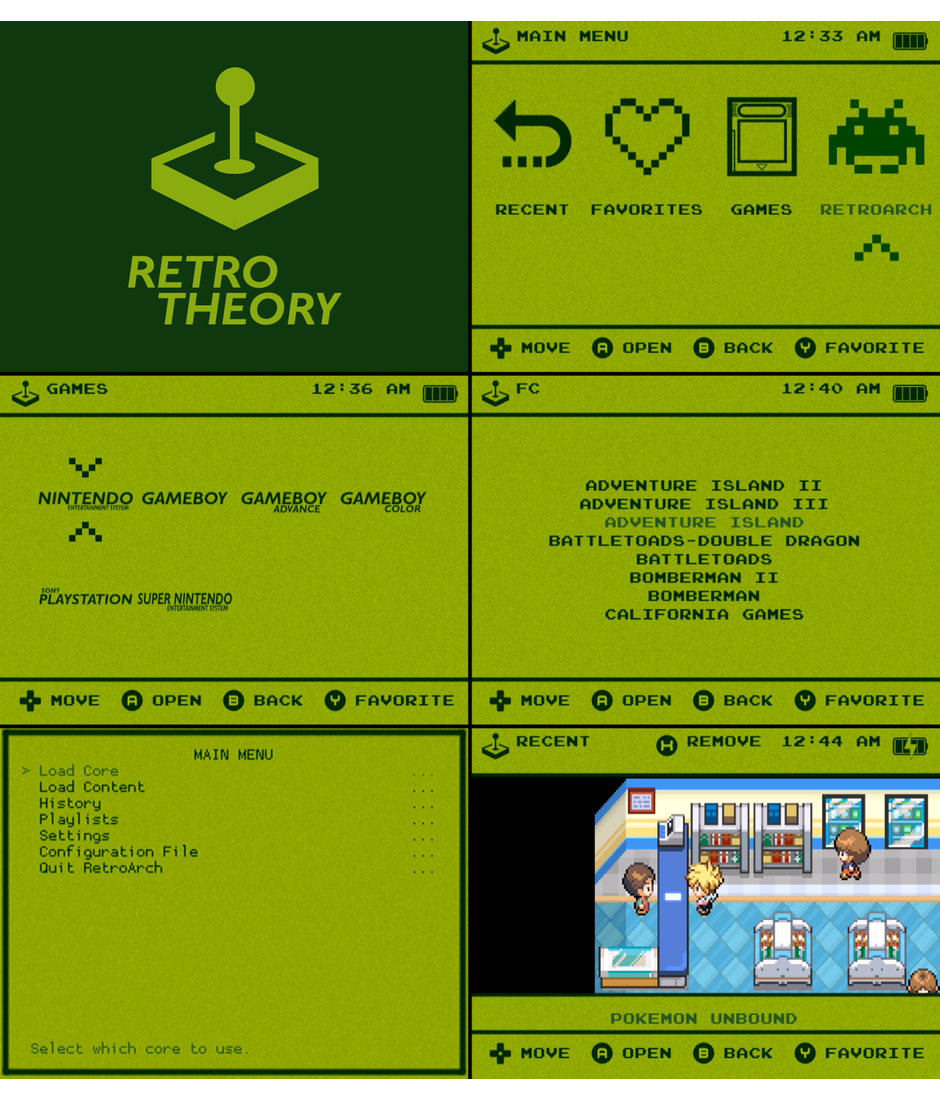 RETRO
THEORY
MAIN MENU 12:33 AM
RECENT FAVORITES GAMES RETROARCH
MOVE A OPEN B BACK Y FAVORITE
GAMES 12:36 AM
NINTENDO GAMEBOY GAMEBOY GAMEBOY
ENTERTAINMENT SYSTEM ADVANCE COLOR
SONY
PLAYSTATION SUPER NINTENDO
ENTERTAINMENT SYSTEM
MOVE A OPEN B BACK Y FAVORITE
FC 12:40 AM
ADVENTURE ISLAND II
ADVENTURE ISLAND III
ADVENTURE ISLAND
BATTLETOADS-DOUBLE DRAGON
BATTLETOADS
BOMBERMAN II
BOMBERMAN
CALIFORNIA GAMES
MOVE A OPEN B BACK Y FAVORITE
MAIN MENU
> Load Core ...
Load Content ...
History ...
Playlists ...
Settings ...
Configuration File ...
Quit RetroArch ...
Select which core to use.
RECENT M REMOVE 12:44 AM
POKEMON UNBOUND
MOVE A OPEN B BACK Y FAVORITE